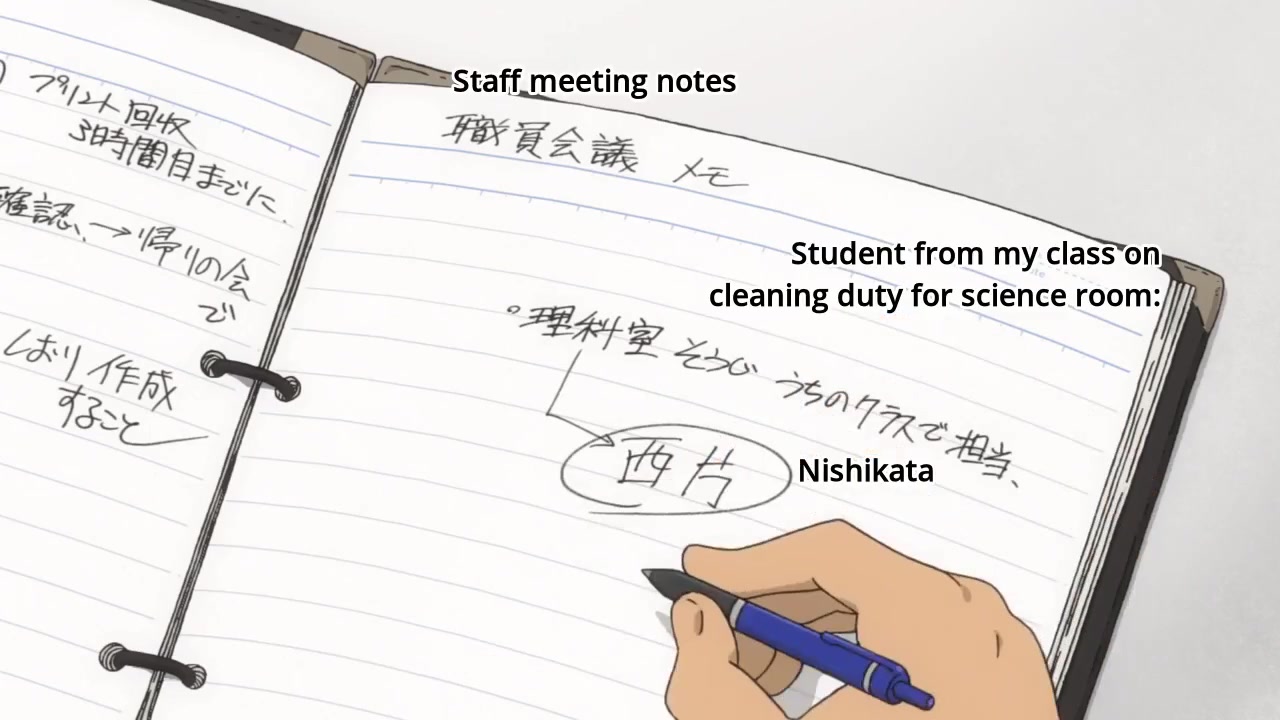 プリント回収
3時間目までに.
確認、→帰りの会
で
しおり作成
すること
Staff meeting notes
職員会議 メモ
Student from my class on
cleaning duty for science room:
。理科室 そうじ うちのクラスで担当、
西片
Nishikata